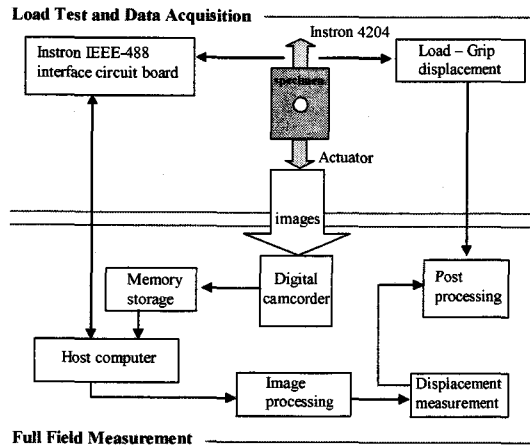 Load Test and Data Acquisition
Instron 4204
Instron IEEE-488
interface circuit board
Load – Grip
displacement
specimen
Actuator
images
Memory
storage
Digital
camcorder
Post
processing
Host computer
Image
processing
Displacement
measurement
Full Field Measurement